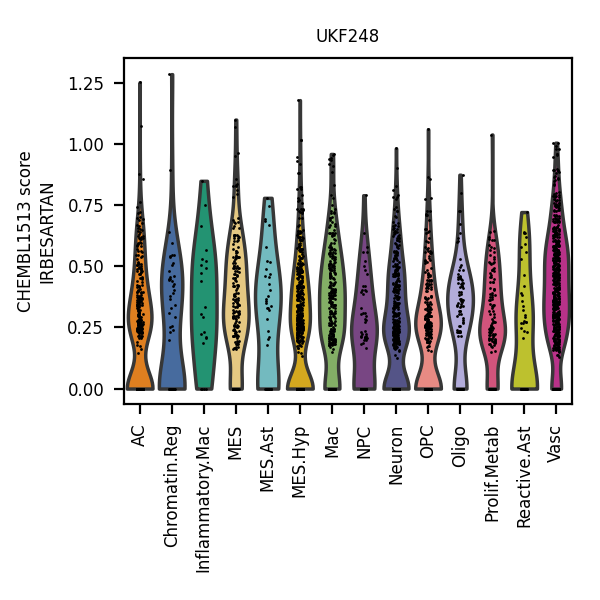 UKF248
CHEMBL1513 score
IRBESARTAN
1.25
1.00
0.75
0.50
0.25
0.00
AC
Chromatin.Reg
Inflammatory.Mac
MES
MES.Ast
MES.Hyp
Mac
NPC
Neuron
OPC
Oligo
Prolif.Metab
Reactive.Ast
Vasc